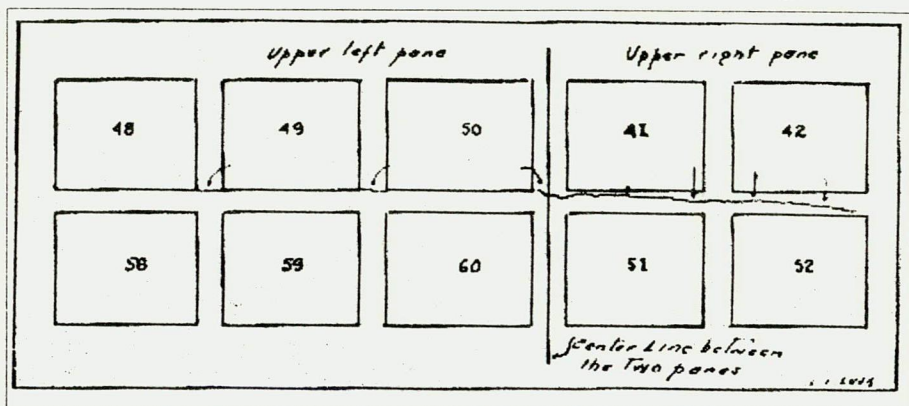 Upper left pane
Upper right pane
48 49 50 41 42
58 59 60 51 52
Center Line between
the Two panes